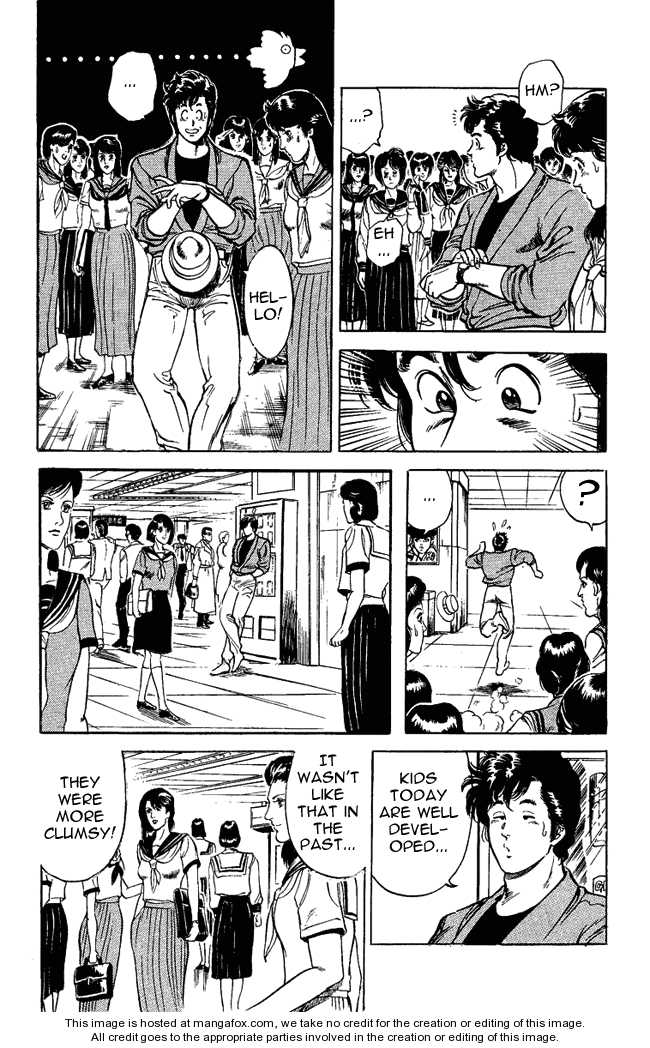 HM?
....?
EH
...
...
HEL-
LO!
?
...
KIDS
TODAY
ARE WELL
DEVEL-
OPED...
IT
WASN'T
LIKE
THAT IN
THE
PAST...
THEY
WERE
MORE
CLUMSY!
This image is hosted at mangafox.com, we take no credit for the creation or editing of this image.
All credit goes to the appropriate parties involved in the creation or editing of this image.